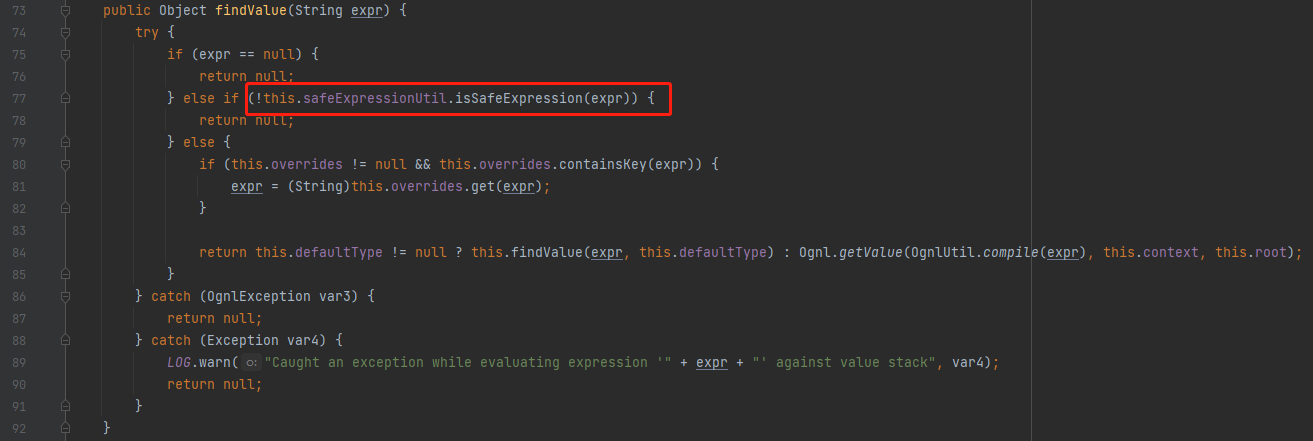 73 public Object findValue(String expr) {
74 try {
75 if (expr == null) {
76 return null;
77 } else if (!this.safeExpressionUtil.isSafeExpression(expr)) {
78 return null;
79 } else {
80 if (this.overrides != null && this.overrides.containsKey(expr)) {
81 expr = (String)this.overrides.get(expr);
82 }
83
84 return this.defaultType != null ? this.findValue(expr, this.defaultType) : Ognl.getValue(OgnlUtil.compile(expr), this.context, this.root);
85 }
86 } catch (OgnlException var3) {
87 return null;
88 } catch (Exception var4) {
89 LOG.warn( o: "Caught an exception while evaluating expression '" + expr + "' against value stack", var4);
90 return null;
91 }
92 }